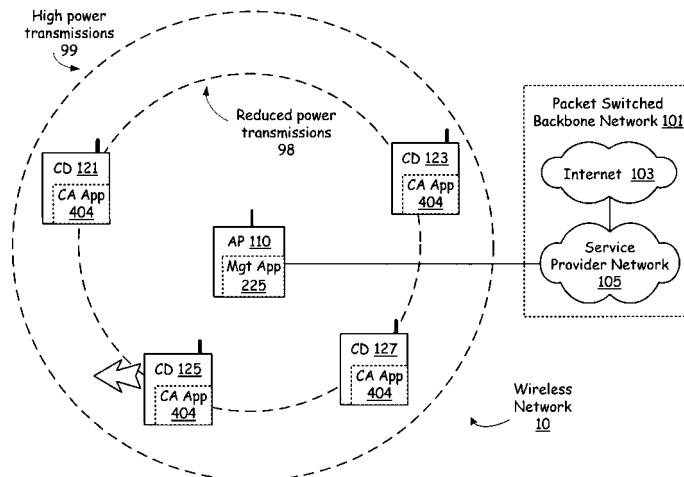 High power
transmissions
99
Reduced power
transmissions
98
Packet Switched
Backbone Network 101
Internet 103
Service
Provider Network
105
CD 121
CA App
404
CD 123
CA App
404
AP 110
Mgt App
225
CD 125
CA App
404
CD 127
CA App
404
Wireless
Network
10